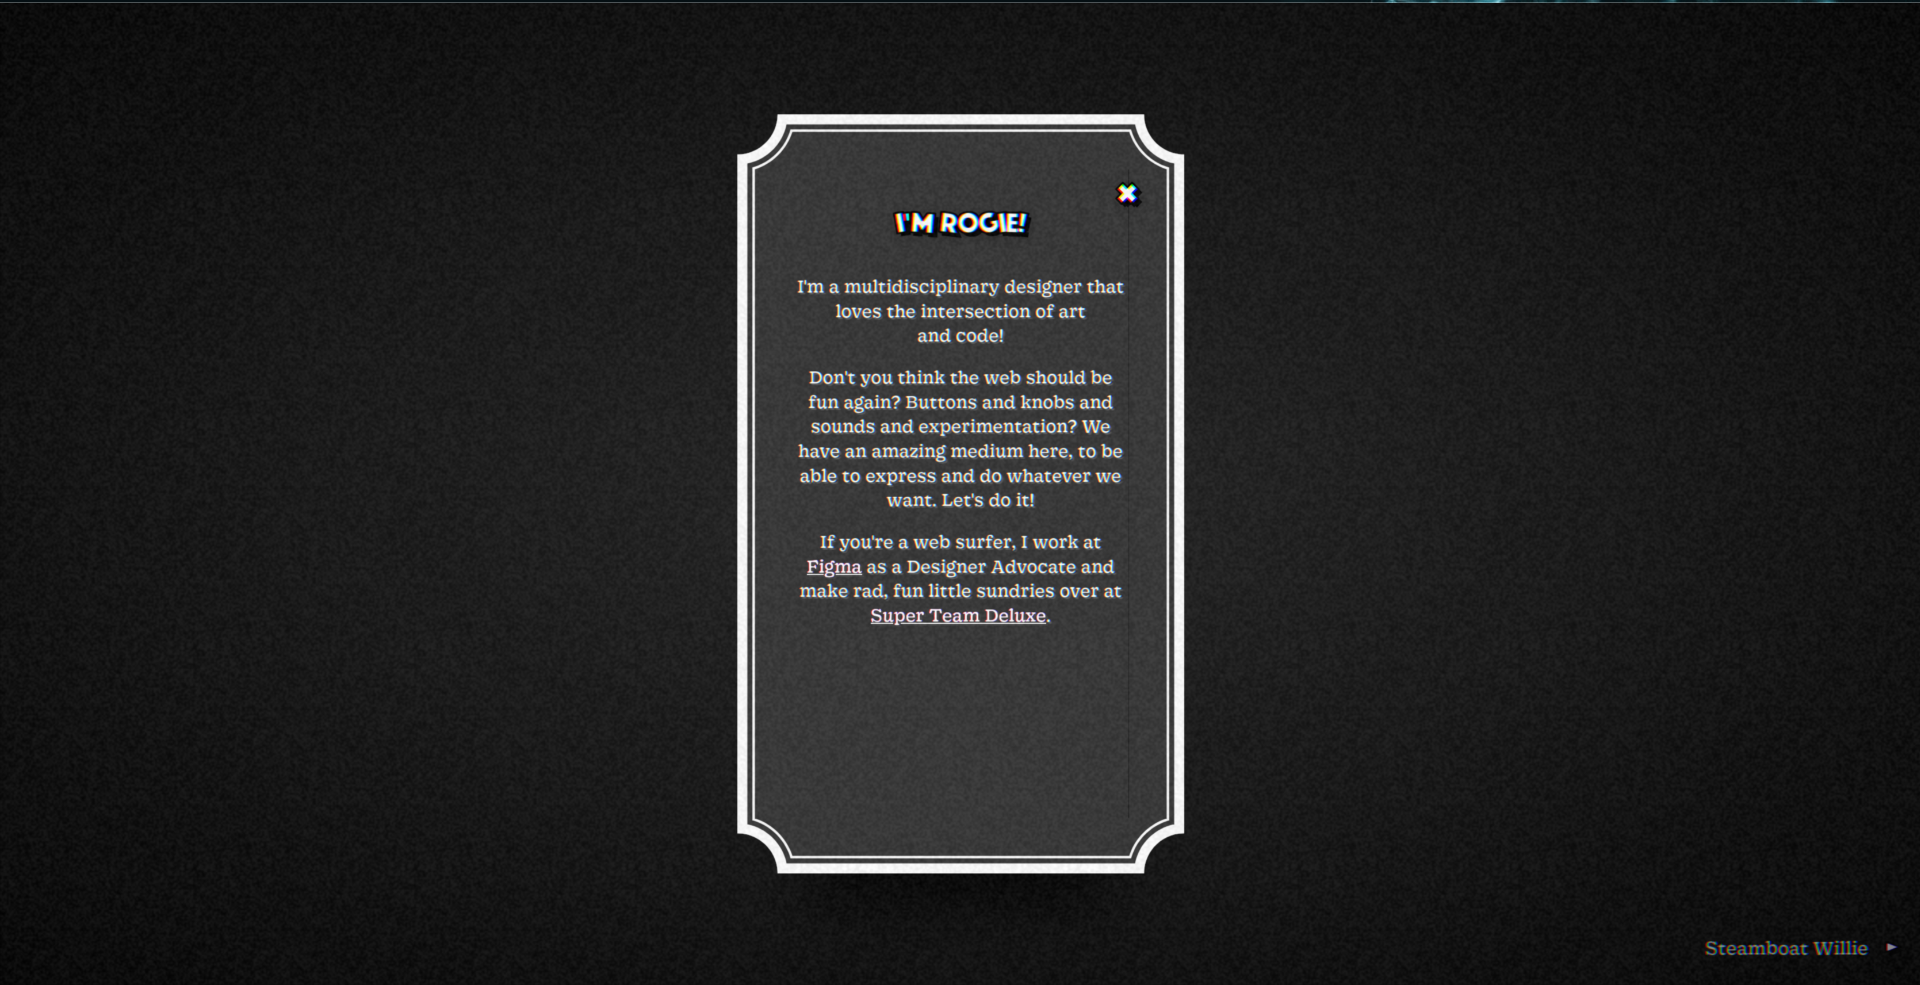 I'M ROGIE!
I'm a multidisciplinary designer that
loves the intersection of art
and code!
Don't you think the web should be
fun again? Buttons and knobs and
sounds and experimentation? We
have an amazing medium here, to be
able to express and do whatever we
want. Let's do it!
If you're a web surfer, I work at
Figma as a Designer Advocate and
make rad, fun little sundries over at
Super Team Deluxe.
Steamboat Willie